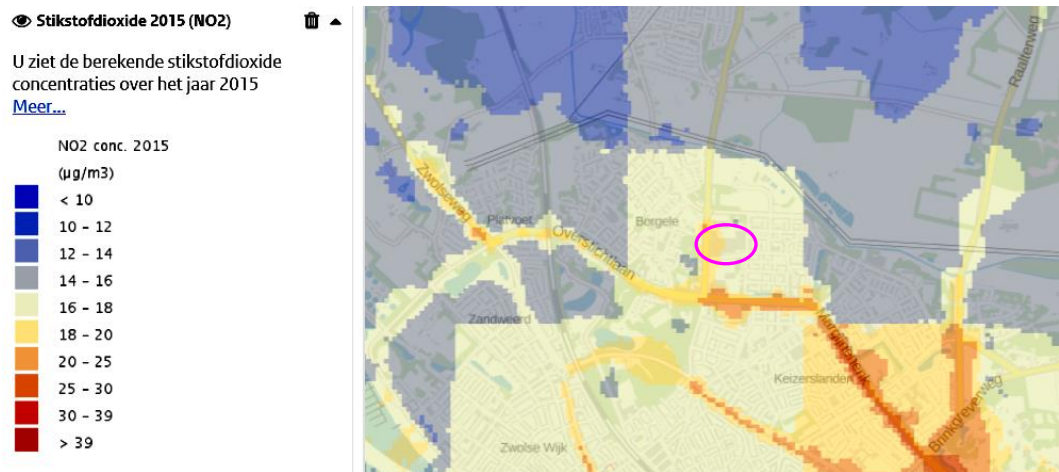 Stikstofdioxide 2015 (NO2)
U ziet de berekende stikstofdioxide
concentraties over het jaar 2015
Meer...
NO2 conc. 2015
(µg/m3)
< 10
10 – 12
12 – 14
14 – 16
16 – 18
18 – 20
20 – 25
25 – 30
30 – 39
> 39
Raalterweg
Zwolseweg
Platvoet
Borgele
Overstichtlaan
Zandweerd
Keizerslanden
Brinkgreverweg
Zwolse Wijk